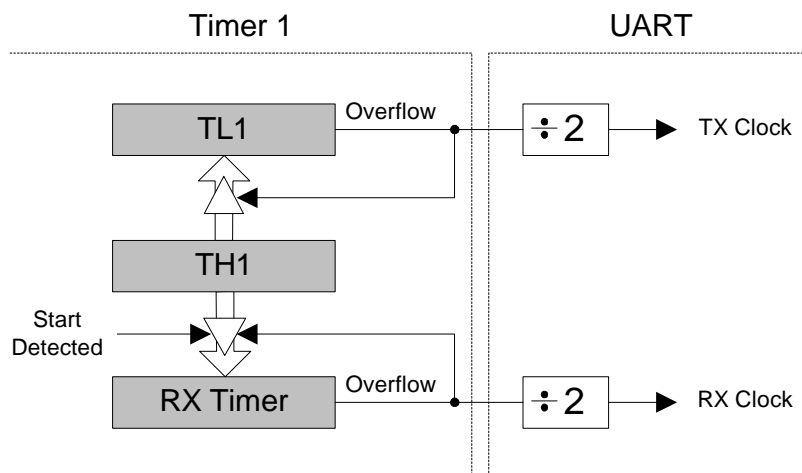 Timer 1
UART
TL1
Overflow
÷2
TX Clock
TH1
Start
Detected
RX Timer
Overflow
÷2
RX Clock